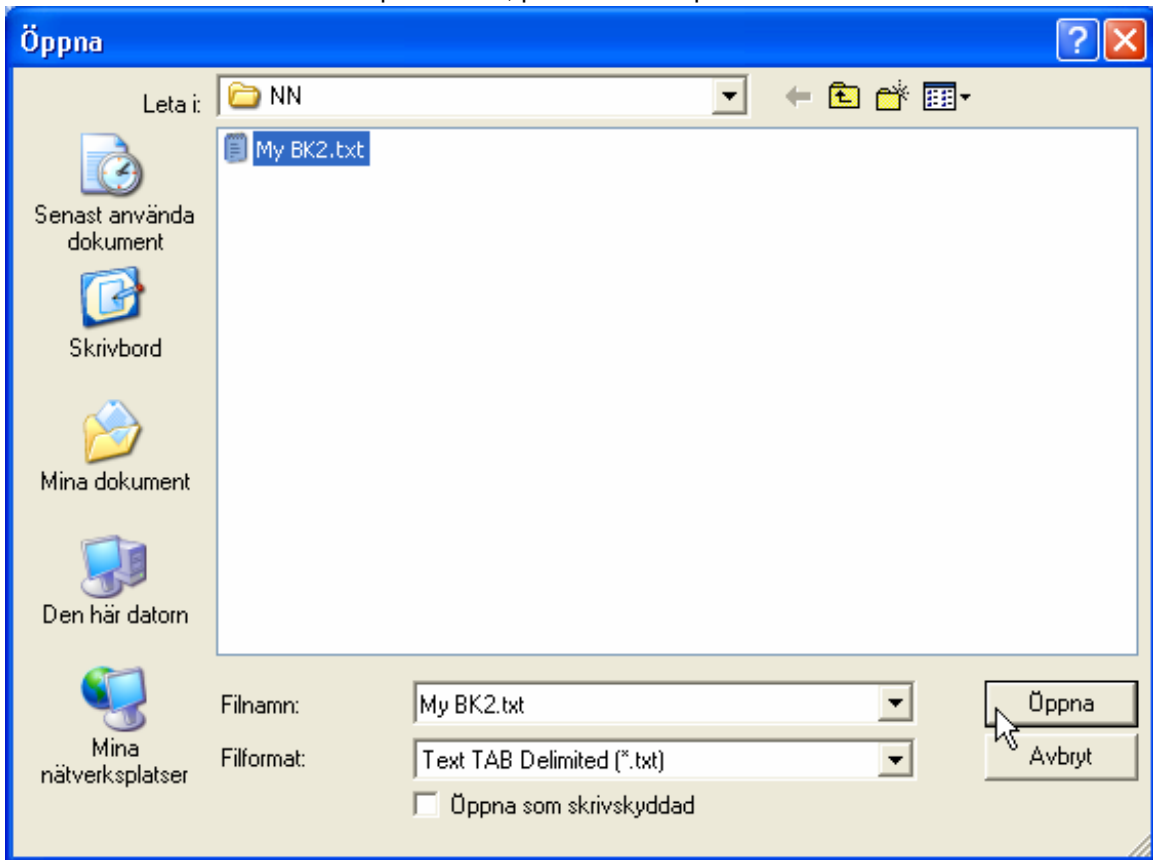 Öppna
Leta i:
NN
My BK2.txt
Senast använda
dokument
Skrivbord
Mina dokument
Den här datorn
Mina
nätverksplatser
Filnamn:
My BK2.txt
Öppna
Filformat:
Text TAB Delimited (*.txt)
Avbryt
Öppna som skrivskyddad